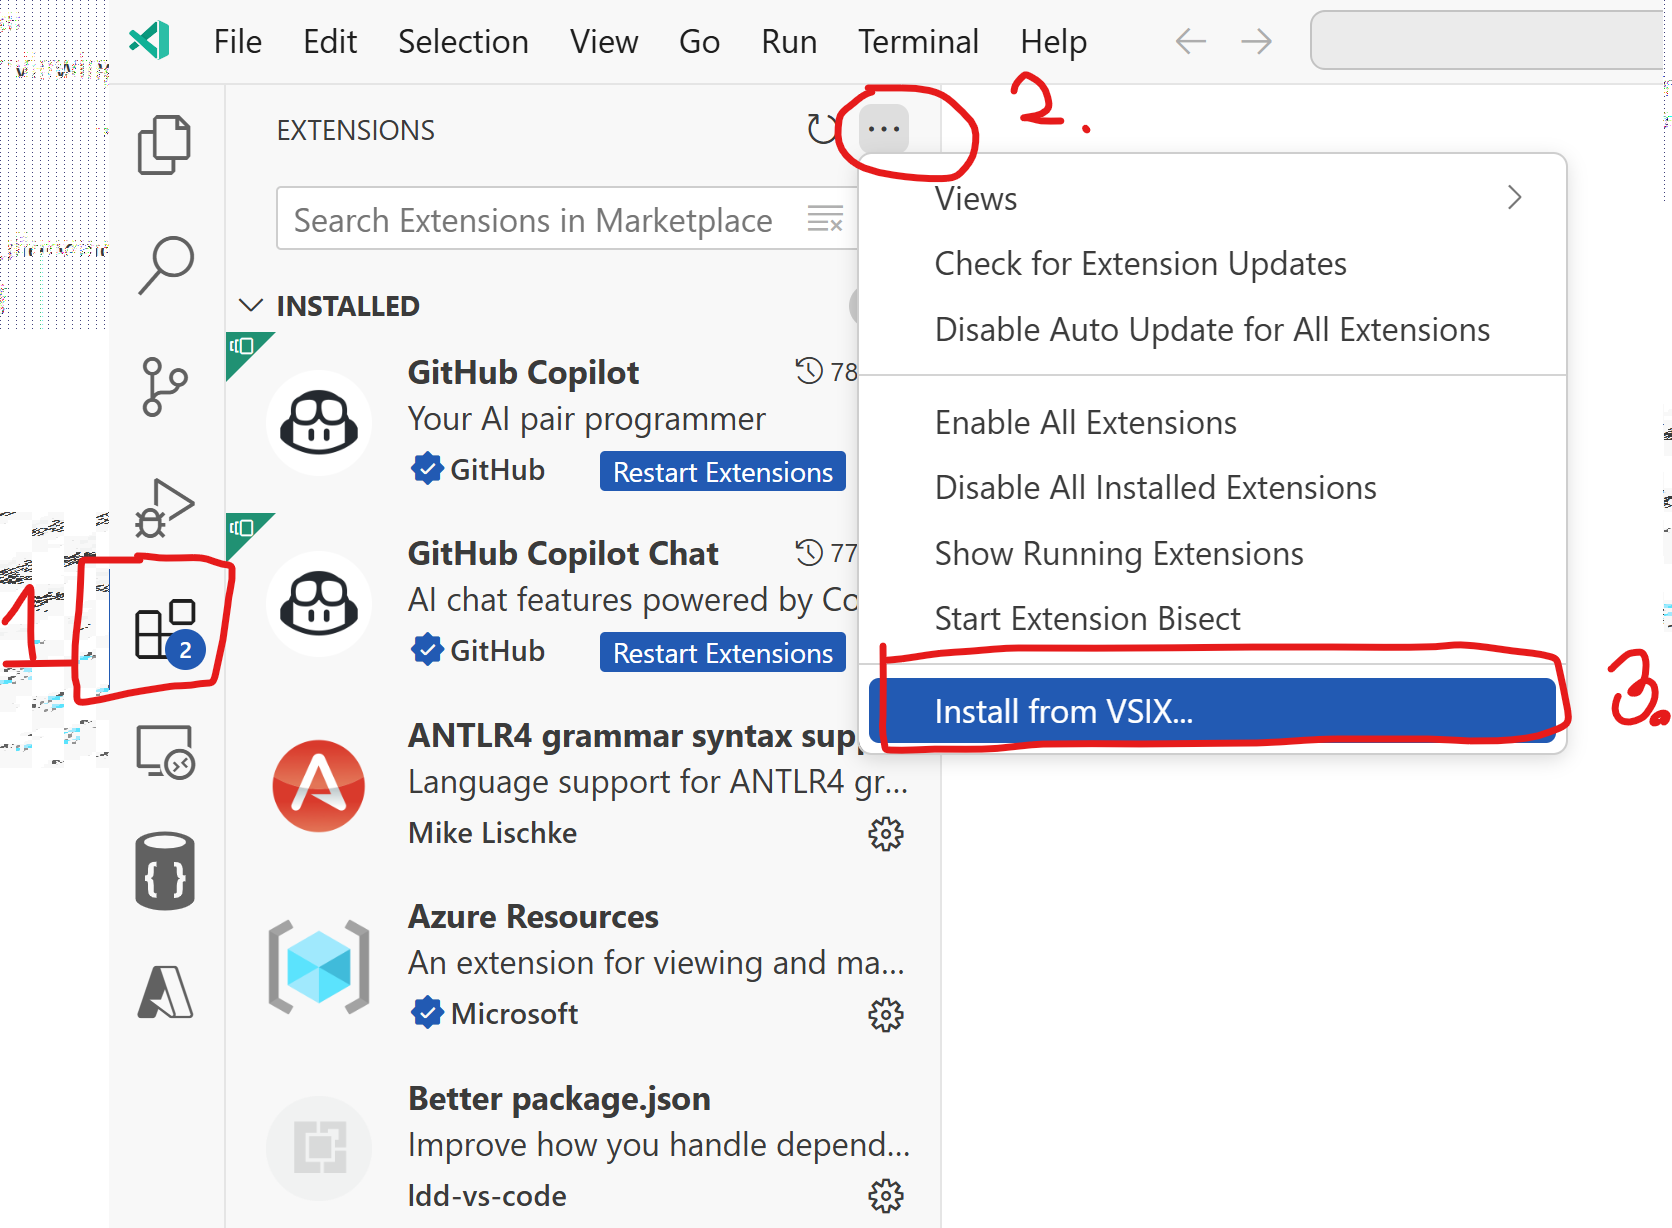 File Edit Selection View Go Run Terminal Help
2.
EXTENSIONS
Search Extensions in Marketplace
INSTALLED
GitHub Copilot 78
Your AI pair programmer
GitHub Restart Extensions
GitHub Copilot Chat 77
AI chat features powered by Co
GitHub Restart Extensions
ANTLR4 grammar syntax sup
Language support for ANTLR4 gr...
Mike Lischke
Azure Resources
An extension for viewing and ma...
Microsoft
Better package.json
Improve how you handle depend...
ldd-vs-code
Views
Check for Extension Updates
Disable Auto Update for All Extensions
Enable All Extensions
Disable All Installed Extensions
Show Running Extensions
Start Extension Bisect
Install from VSIX...
3.
1
2